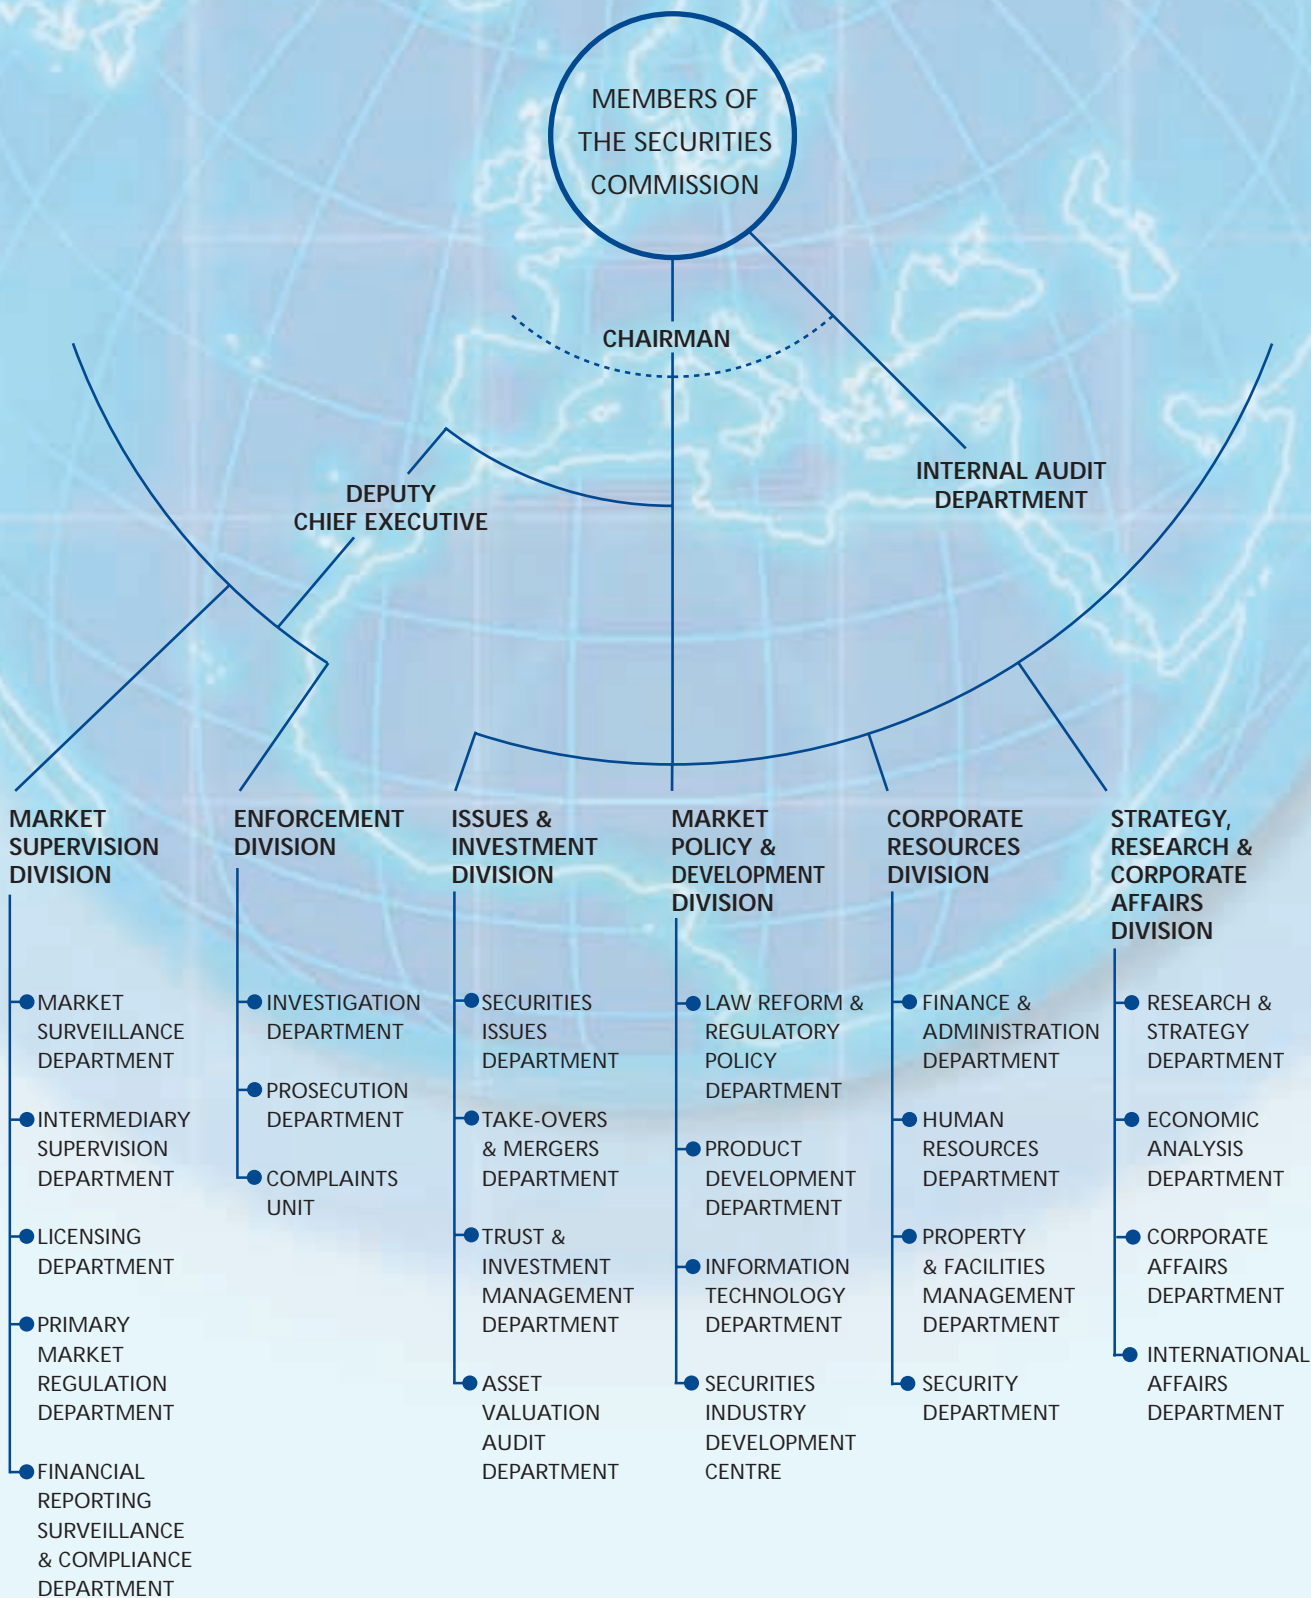 MEMBERS OF
THE SECURITIES
COMMISSION
CHAIRMAN
INTERNAL AUDIT
DEPARTMENT
DEPUTY
CHIEF EXECUTIVE
MARKET
SUPERVISION
DIVISION
MARKET
SURVEILLANCE
DEPARTMENT
INTERMEDIARY
SUPERVISION
DEPARTMENT
LICENSING
DEPARTMENT
PRIMARY
MARKET
REGULATION
DEPARTMENT
FINANCIAL
REPORTING
SURVEILLANCE
& COMPLIANCE
DEPARTMENT
ENFORCEMENT
DIVISION
INVESTIGATION
DEPARTMENT
PROSECUTION
DEPARTMENT
COMPLAINTS
UNIT
ISSUES &
INVESTMENT
DIVISION
SECURITIES
ISSUES
DEPARTMENT
TAKE-OVERS
& MERGERS
DEPARTMENT
TRUST &
INVESTMENT
MANAGEMENT
DEPARTMENT
ASSET
VALUATION
AUDIT
DEPARTMENT
MARKET
POLICY &
DEVELOPMENT
DIVISION
LAW REFORM &
REGULATORY
POLICY
DEPARTMENT
PRODUCT
DEVELOPMENT
DEPARTMENT
INFORMATION
TECHNOLOGY
DEPARTMENT
SECURITIES
INDUSTRY
DEVELOPMENT
CENTRE
CORPORATE
RESOURCES
DIVISION
FINANCE &
ADMINISTRATION
DEPARTMENT
HUMAN
RESOURCES
DEPARTMENT
PROPERTY
& FACILITIES
MANAGEMENT
DEPARTMENT
SECURITY
DEPARTMENT
STRATEGY,
RESEARCH &
CORPORATE
AFFAIRS
DIVISION
RESEARCH &
STRATEGY
DEPARTMENT
ECONOMIC
ANALYSIS
DEPARTMENT
CORPORATE
AFFAIRS
DEPARTMENT
INTERNATIONAL
AFFAIRS
DEPARTMENT